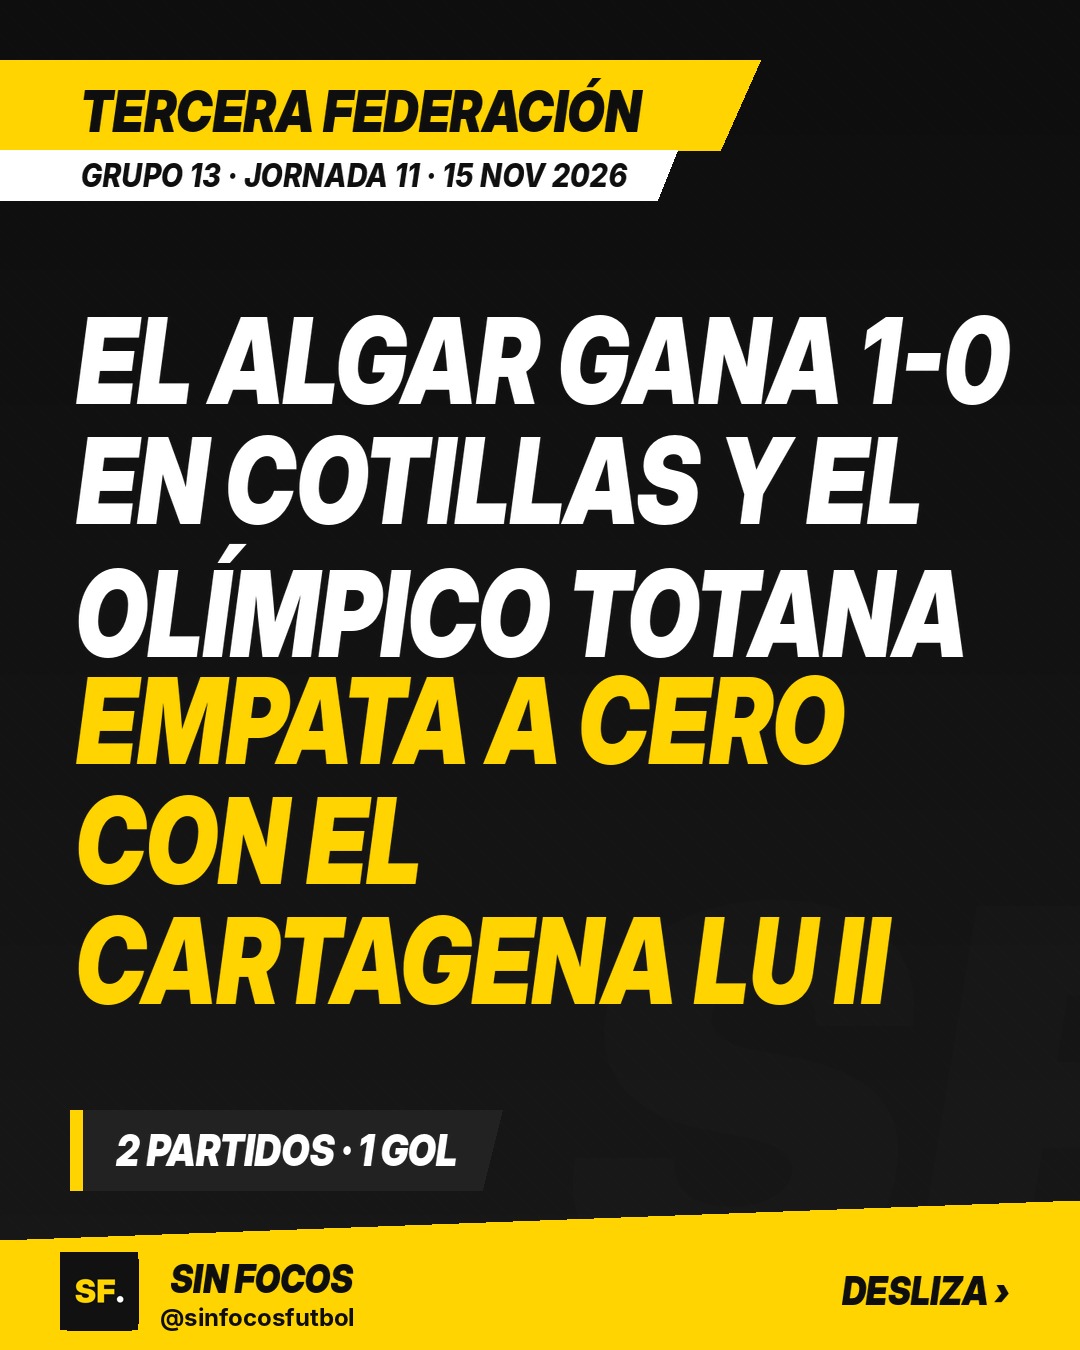 TERCERA FEDERACIÓN
GRUPO 13 · JORNADA 11 · 15 NOV 2026
EL ALGAR GANA 1-0
EN COTILLAS Y EL
OLÍMPICO TOTANA
EMPATA A CERO
CON EL
CARTAGENA LU II
2 PARTIDOS · 1 GOL
SF.
SIN FOCOS
@sinfocosfutbol
DESLIZA ›
SF